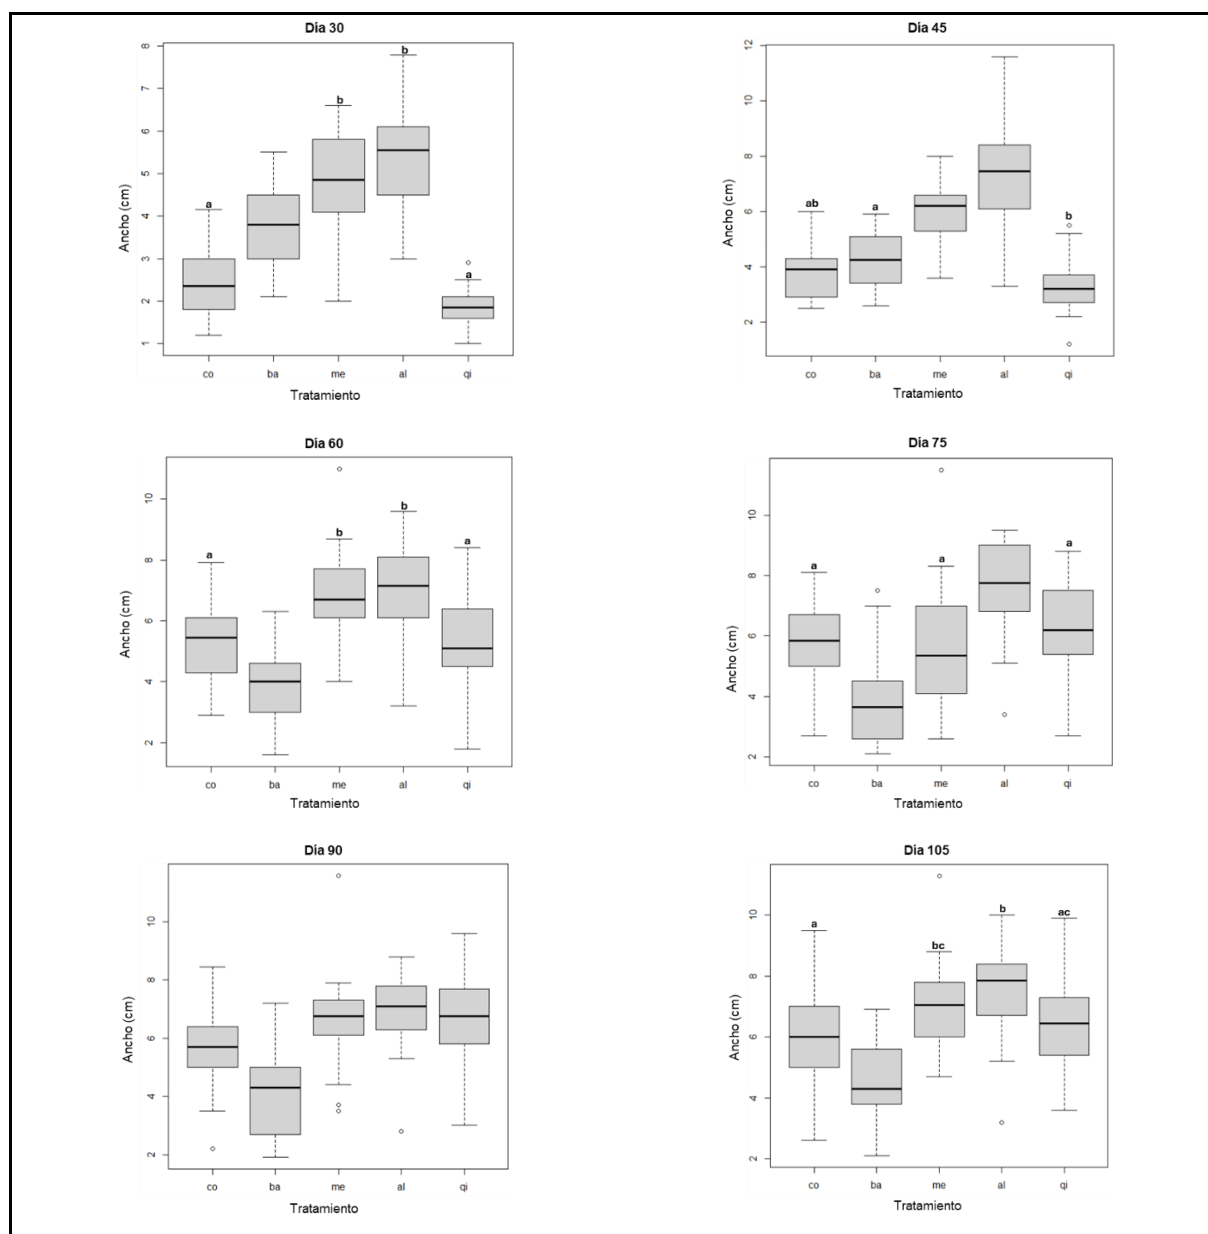 Dia 30
8
7
6
5
4
3
2
1
Ancho (cm)
a
b
b
a
co ba me al qi
Tratamiento
Dia 45
12
10
8
6
4
2
Ancho (cm)
ab
a
b
co ba me al qi
Tratamiento
Dia 60
10
8
6
4
2
Ancho (cm)
a
b
b
a
co ba me al qi
Tratamiento
Dia 75
10
8
6
4
2
Ancho (cm)
a
a
a
co ba me al qi
Tratamiento
Dia 90
10
8
6
4
2
Ancho (cm)
co ba me al qi
Tratamiento
Dia 105
10
8
6
4
2
Ancho (cm)
a
bc
b
ac
co ba me al qi
Tratamiento